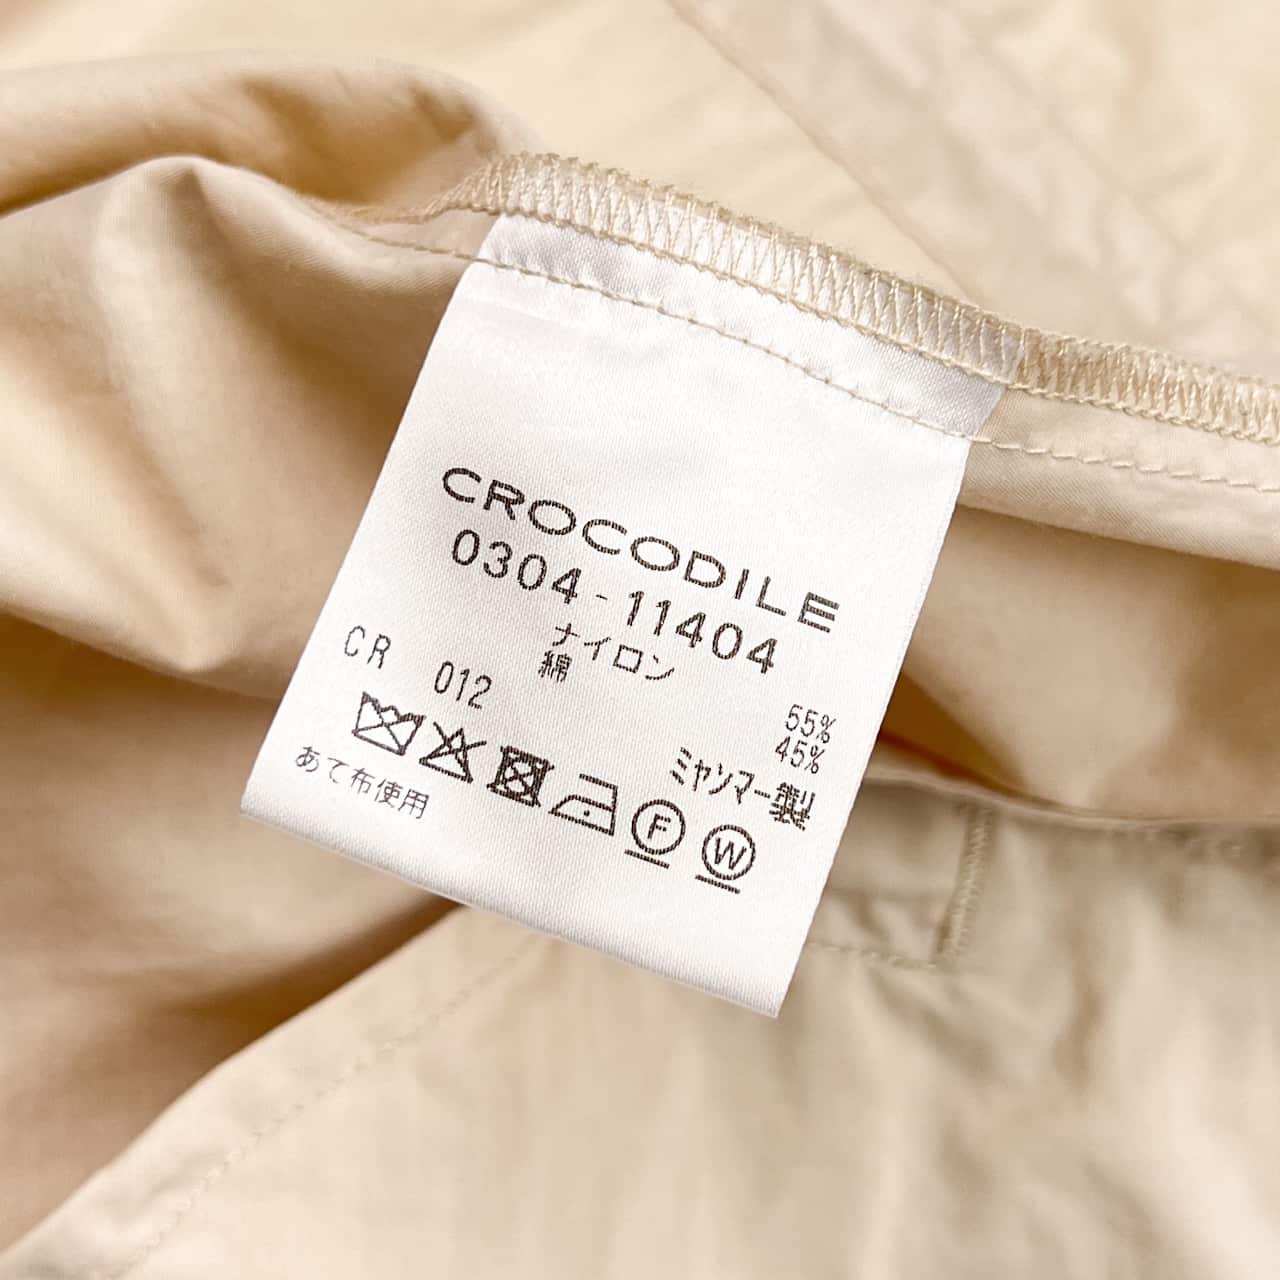 CROCODILE
0304-11404
ナイロン 55%
綿 45%
CR 012
ミャンマー製
F W
あて布使用